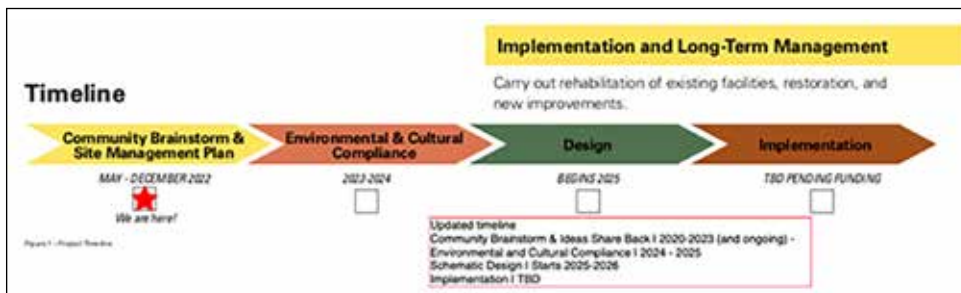 Implementation and Long-Term Management
Carry out rehabilitation of existing facilities, restoration, and
new improvements.
Timeline
Community Brainstorm &
Site Management Plan
Environmental & Cultural
Compliance
Design
Implementation
MAY - DECEMBER 2022
2023-2024
BEGINS 2025
TBD PENDING FUNDING
We are here!
Figure 1 - Project Timeline
Updated timeline
Community Brainstorm & Ideas Share Back I 2020-2023 (and ongoing) -
Environmental and Cultural Compliance I 2024 - 2025
Schematic Design I Starts 2025-2026
Implementation I TBD